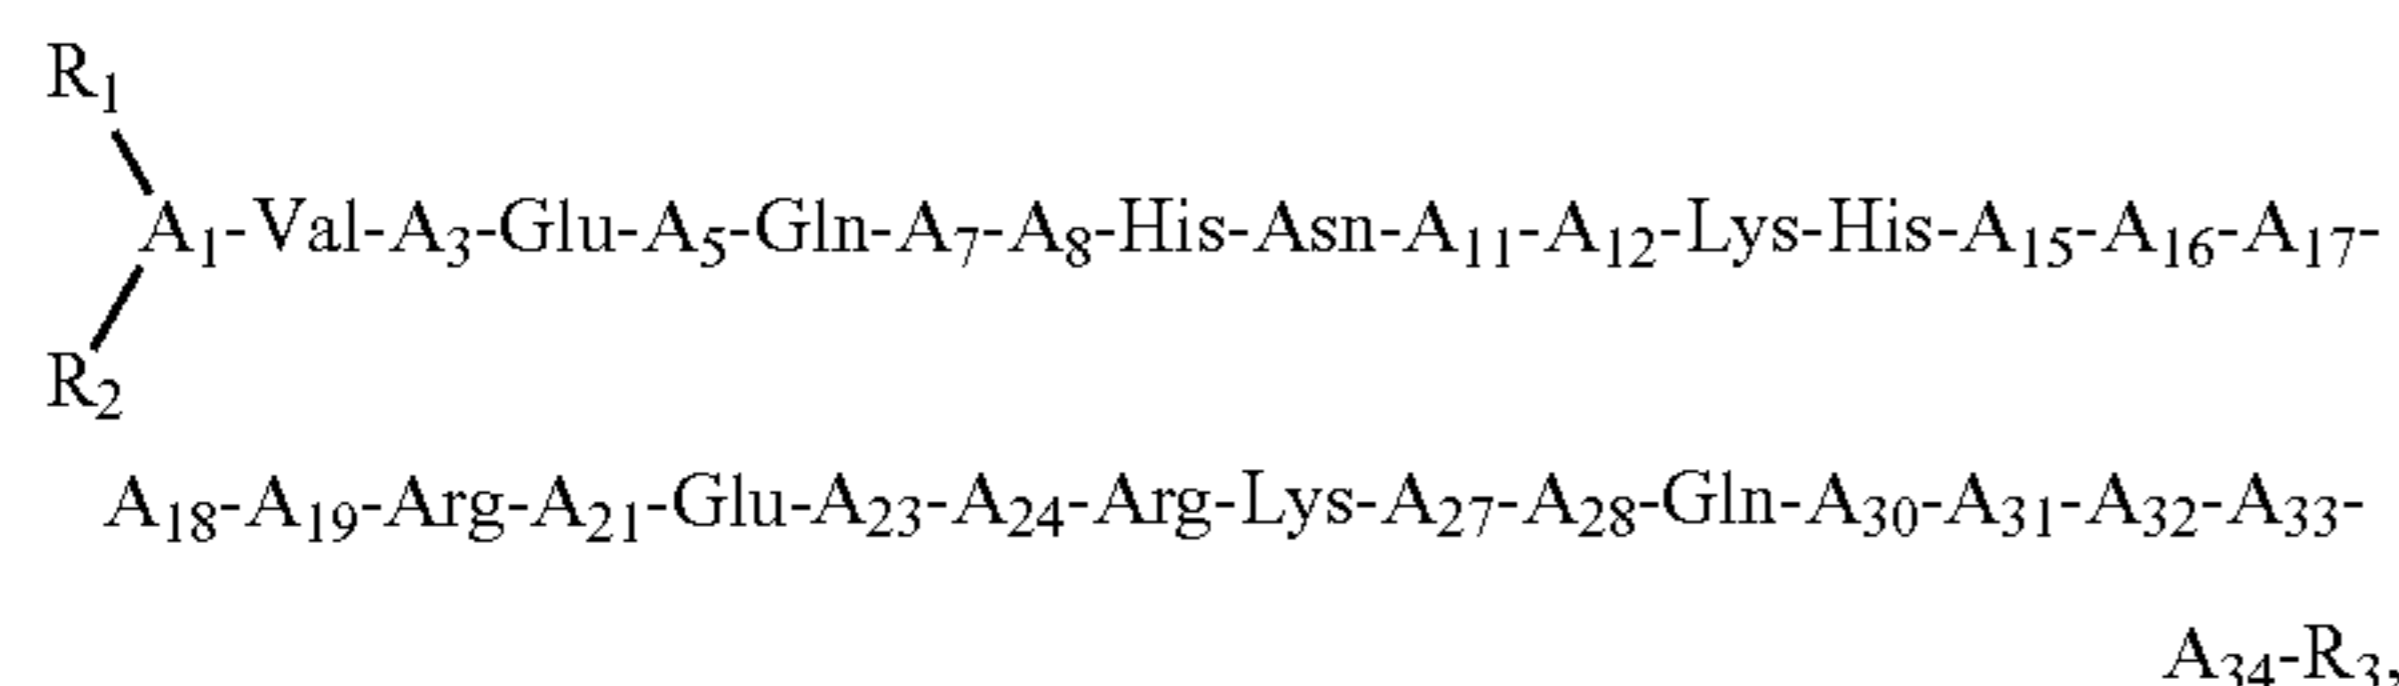 R₁
A₁-Val-A₃-Glu-A₅-Gln-A₇-A₈-His-Asn-A₁₁-A₁₂-Lys-His-A₁₅-A₁₆-A₁₇-
R₂
A₁₈-A₁₉-Arg-A₂₁-Glu-A₂₃-A₂₄-Arg-Lys-A₂₇-A₂₈-Gln-A₃₀-A₃₁-A₃₂-A₃₃-
A₃₄-R₃,